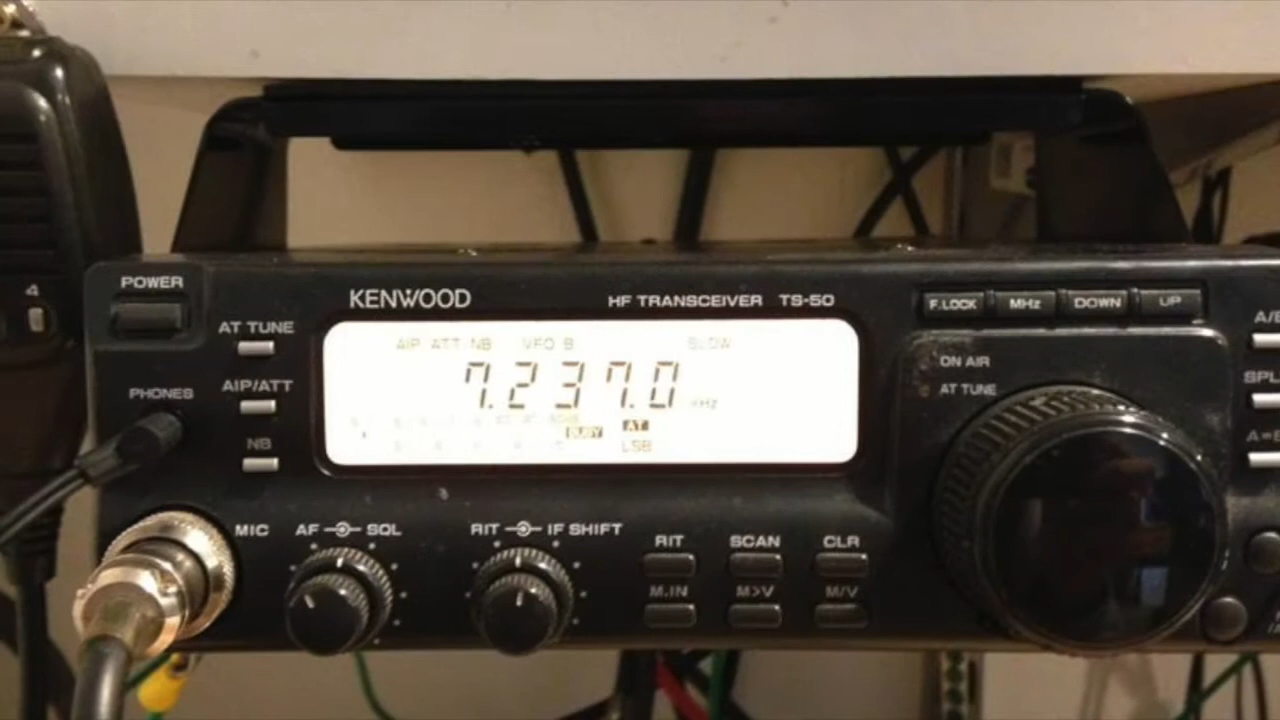 4
POWER
AT TUNE
AIP/ATT
PHONES
NB
KENWOOD
HF TRANSCEIVER TS-50
AIP ATT NB VFO B SLOW
7.237.0
BUSY AT
LSB
F.LOCK MHz DOWN UP
ON AIR
AT TUNE
MIC
AF SQL
RIT IF SHIFT
RIT SCAN CLR
M.IN M>V M/V